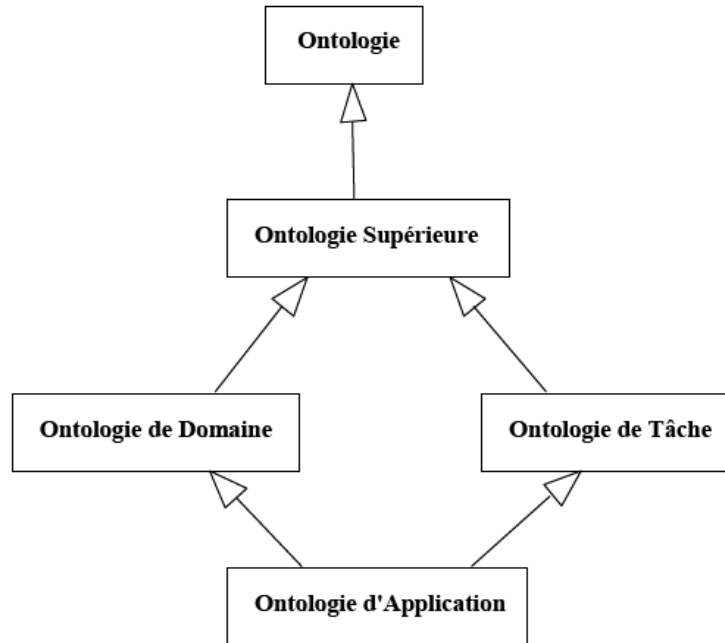 Ontologie
Ontologie Supérieure
Ontologie de Domaine
Ontologie de Tâche
Ontologie d'Application